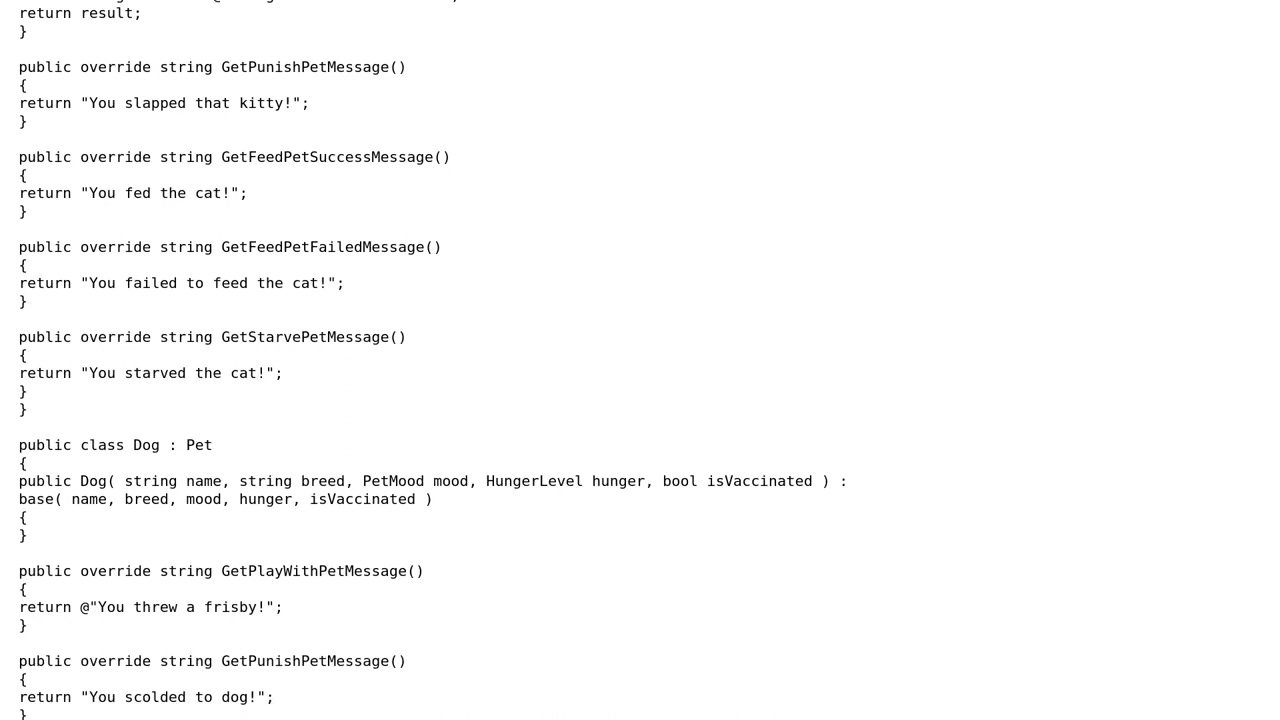 return result;
}
public override string GetPunishPetMessage()
{
return "You slapped that kitty!";
}
public override string GetFeedPetSuccessMessage()
{
return "You fed the cat!";
}
public override string GetFeedPetFailedMessage()
{
return "You failed to feed the cat!";
}
public override string GetStarvePetMessage()
{
return "You starved the cat!";
}
}
public class Dog : Pet
{
public Dog( string name, string breed, PetMood mood, HungerLevel hunger, bool isVaccinated ) :
base( name, breed, mood, hunger, isVaccinated )
{
}
public override string GetPlayWithPetMessage()
{
return @"You threw a frisby!";
}
public override string GetPunishPetMessage()
{
return "You scolded to dog!";
}